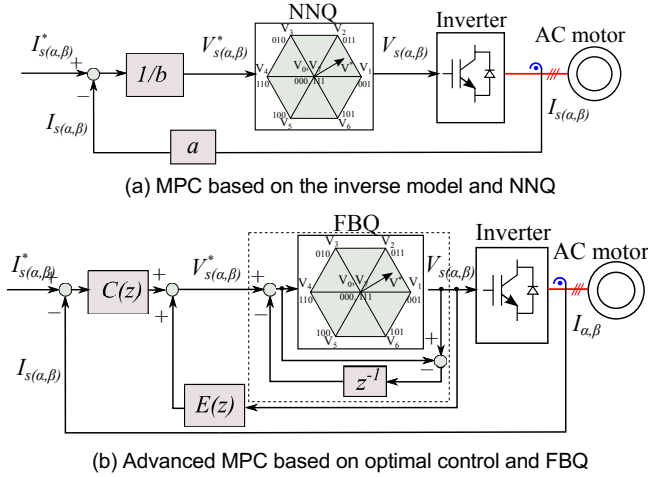 NNQ
Inverter
AC motor
I*s(α,β)
+
−
1/b
V*s(α,β)
V3
010
V2
011
V0,7
V*
V4
110
000
111
V1
001
100
V5
101
V6
Vs(α,β)
Is(α,β)
Is(α,β)
a
(a) MPC based on the inverse model and NNQ
FBQ
Inverter
AC motor
I*s(α,β)
+
−
C(z)
+
+
V*s(α,β)
+
−
V3
010
V2
011
V0,7
V*
V4
110
000
111
V1
001
100
V5
101
V6
Vs(α,β)
+
−
Iα,β
Is(α,β)
z-1
E(z)
(b) Advanced MPC based on optimal control and FBQ